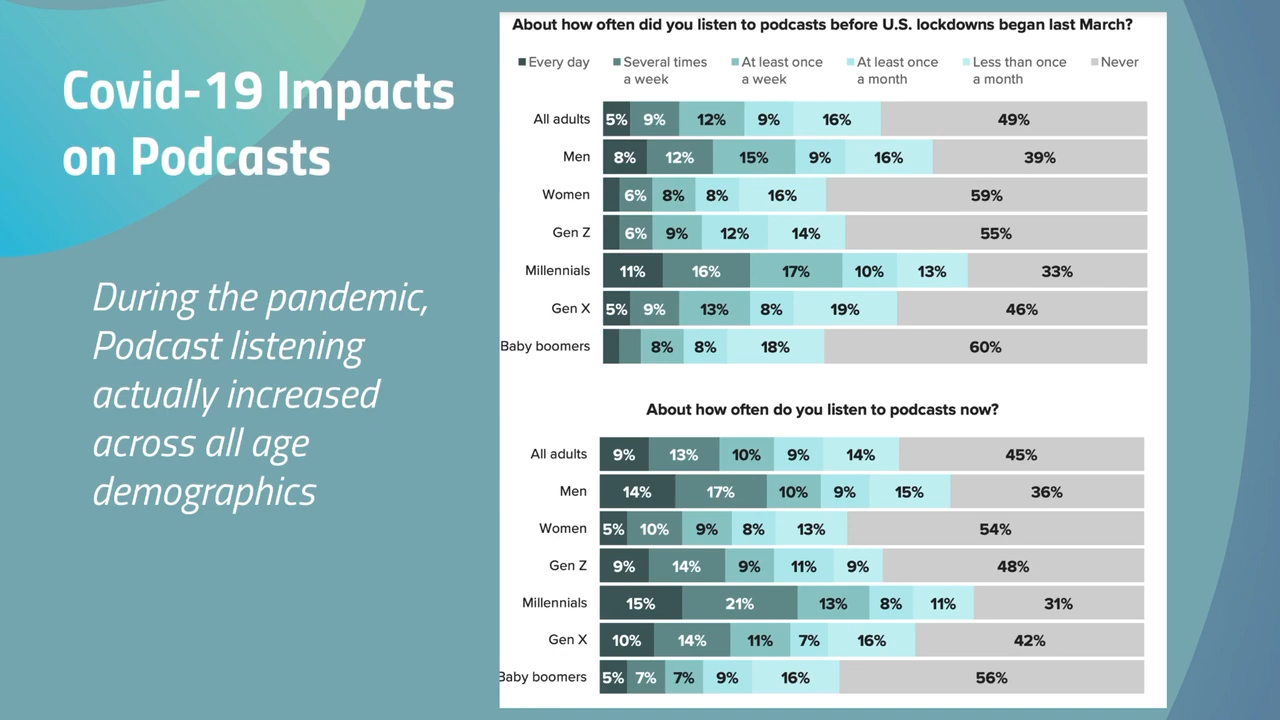 Covid-19 Impacts
on Podcasts
During the pandemic,
Podcast listening
actually increased
across all age
demographics
About how often did you listen to podcasts before U.S. lockdowns began last March?
Every day
Several times
a week
At least once
a week
At least once
a month
Less than once
a month
Never
All adults 5% 9% 12% 9% 16% 49%
Men 8% 12% 15% 9% 16% 39%
Women 6% 8% 8% 16% 59%
Gen Z 6% 9% 12% 14% 55%
Millennials 11% 16% 17% 10% 13% 33%
Gen X 5% 9% 13% 8% 19% 46%
Baby boomers 8% 8% 18% 60%
About how often do you listen to podcasts now?
All adults 9% 13% 10% 9% 14% 45%
Men 14% 17% 10% 9% 15% 36%
Women 5% 10% 9% 8% 13% 54%
Gen Z 9% 14% 9% 11% 9% 48%
Millennials 15% 21% 13% 8% 11% 31%
Gen X 10% 14% 11% 7% 16% 42%
Baby boomers 5% 7% 7% 9% 16% 56%